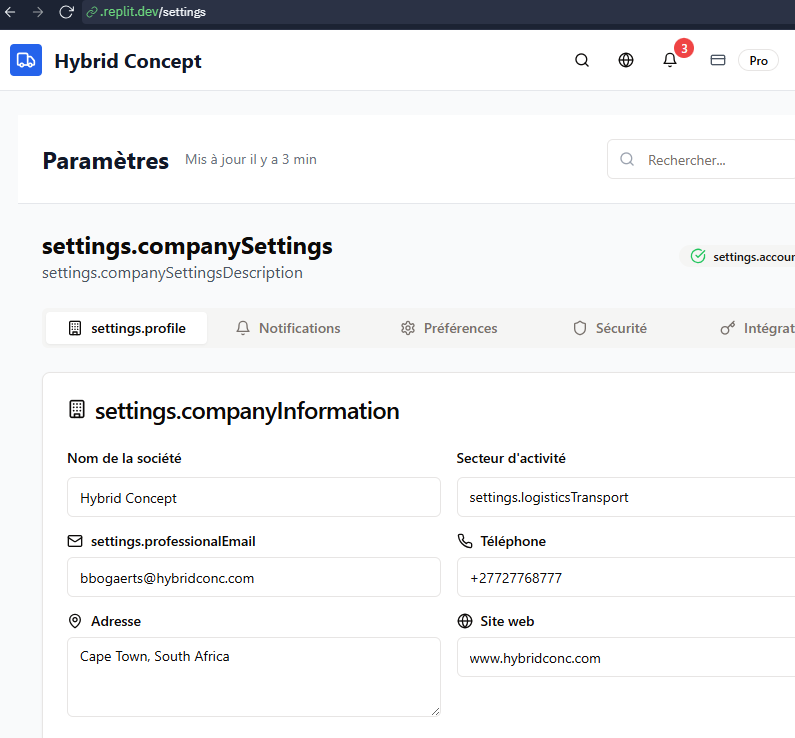 .replit.dev/settings
Hybrid Concept
3
Pro
Paramètres
Mis à jour il y a 3 min
Rechercher...
settings.companySettings
settings.companySettingsDescription
settings.accour
settings.profile
Notifications
Préférences
Sécurité
Intégrat
settings.companyInformation
Nom de la société
Secteur d'activité
Hybrid Concept
settings.logisticsTransport
settings.professionalEmail
Téléphone
bbogaerts@hybridconc.com
+27727768777
Adresse
Site web
Cape Town, South Africa
www.hybridconc.com